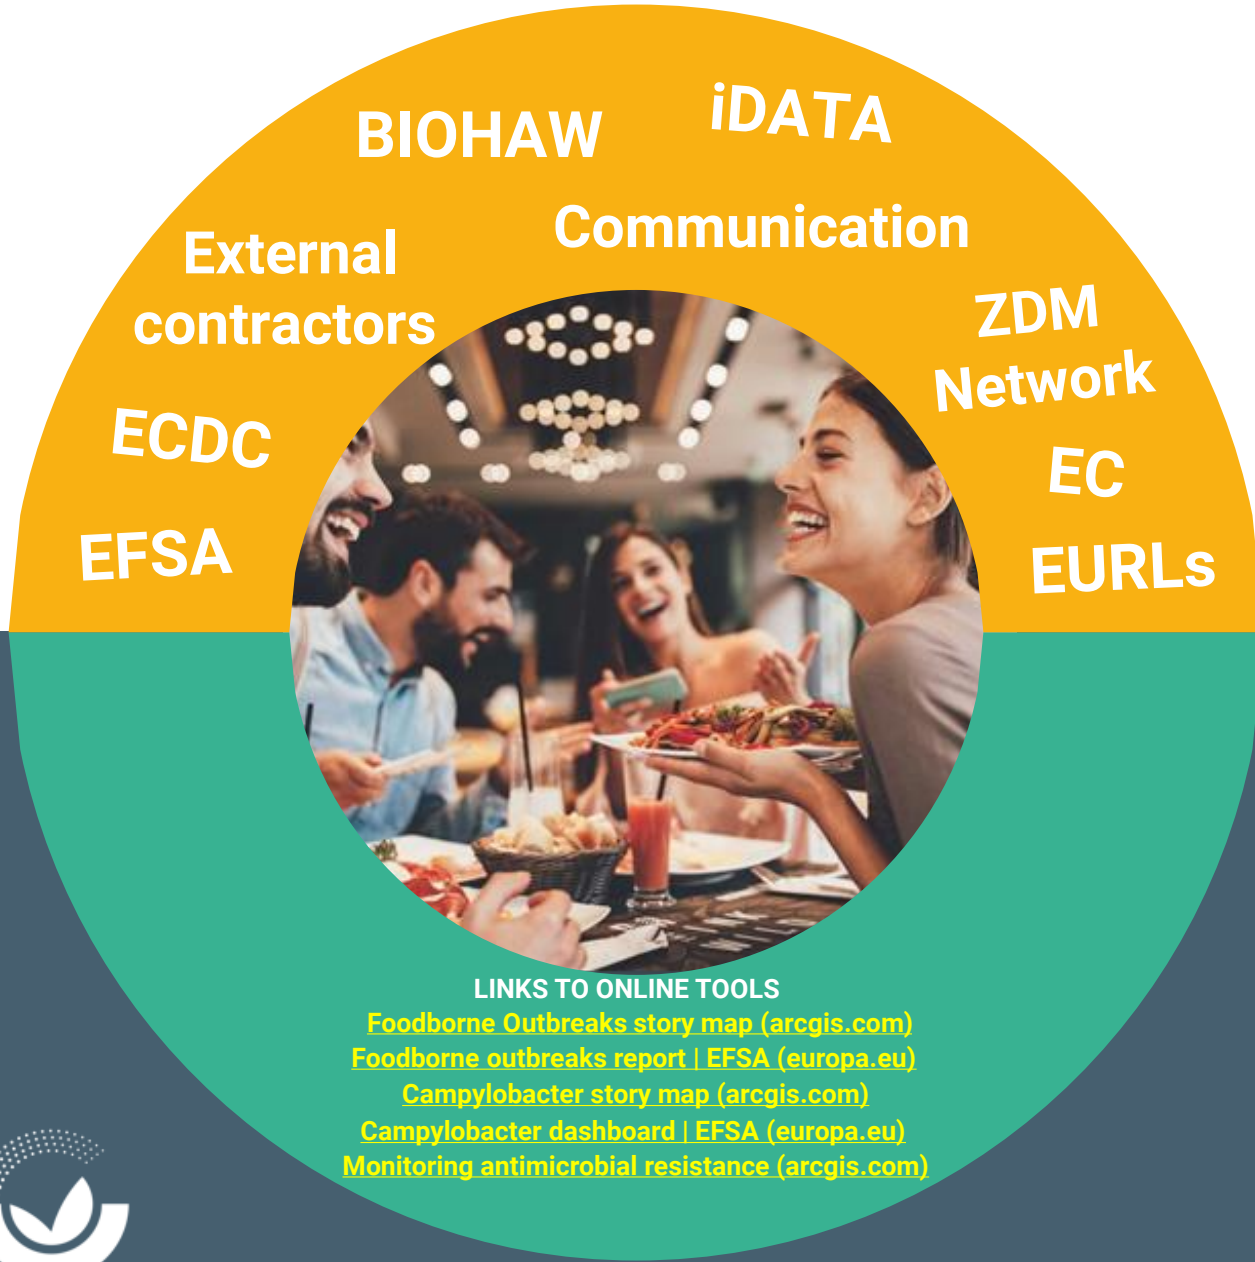 BIOHAW
iDATA
Communication
External
contractors
ZDM
Network
ECDC
EC
EFSA
EURLs
LINKS TO ONLINE TOOLS
Foodborne Outbreaks story map (arcgis.com)
Foodborne outbreaks report | EFSA (europa.eu)
Campylobacter story map (arcgis.com)
Campylobacter dashboard | EFSA (europa.eu)
Monitoring antimicrobial resistance (arcgis.com)